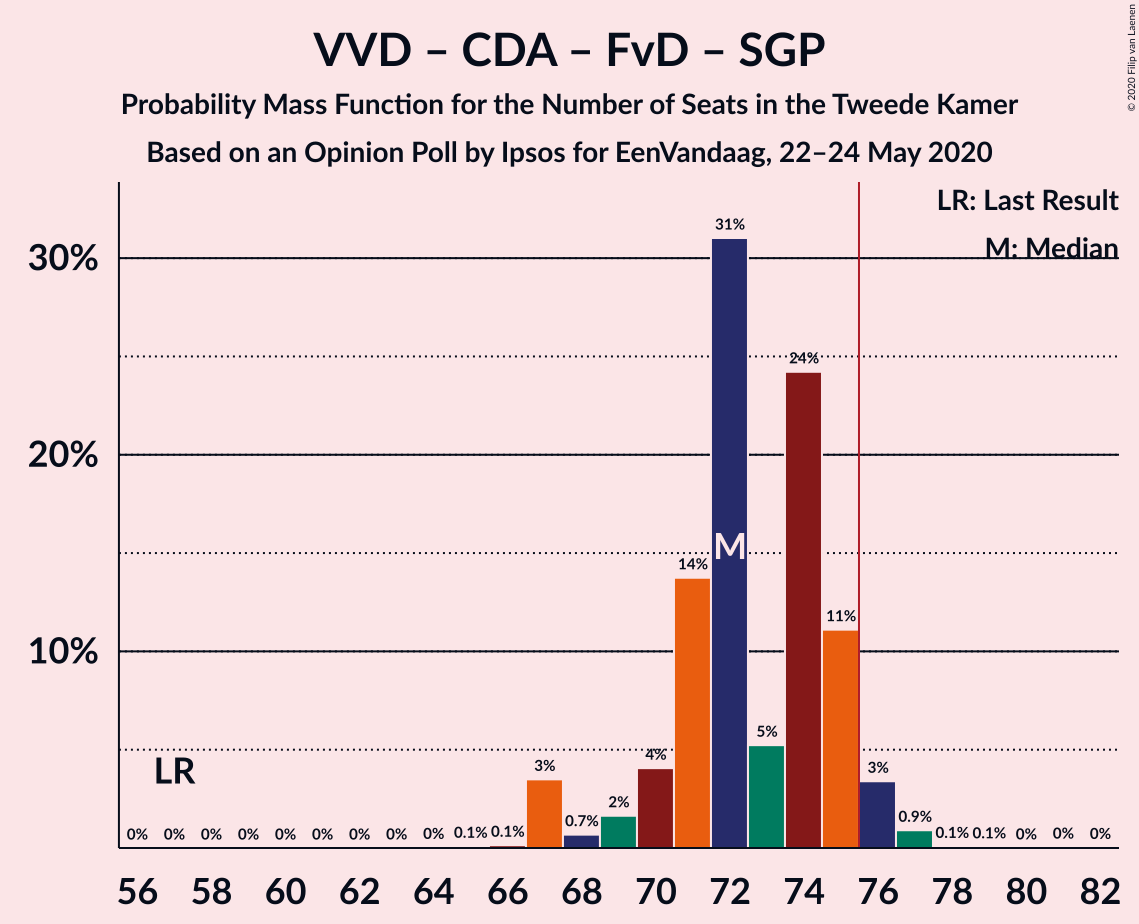 VVD – CDA – FvD – SGP
Probability Mass Function for the Number of Seats in the Tweede Kamer
Based on an Opinion Poll by Ipsos for EenVandaag, 22–24 May 2020
© 2020 Filip van Laenen
LR: Last Result
M: Median
30%
20%
10%
31%
24%
M
14%
11%
5%
4%
3%
3%
2%
LR
0% 0% 0% 0% 0% 0% 0% 0% 0% 0.1% 0.1% 0.7% 0.9% 0.1% 0.1% 0% 0% 0%
56 58 60 62 64 66 68 70 72 74 76 78 80 82